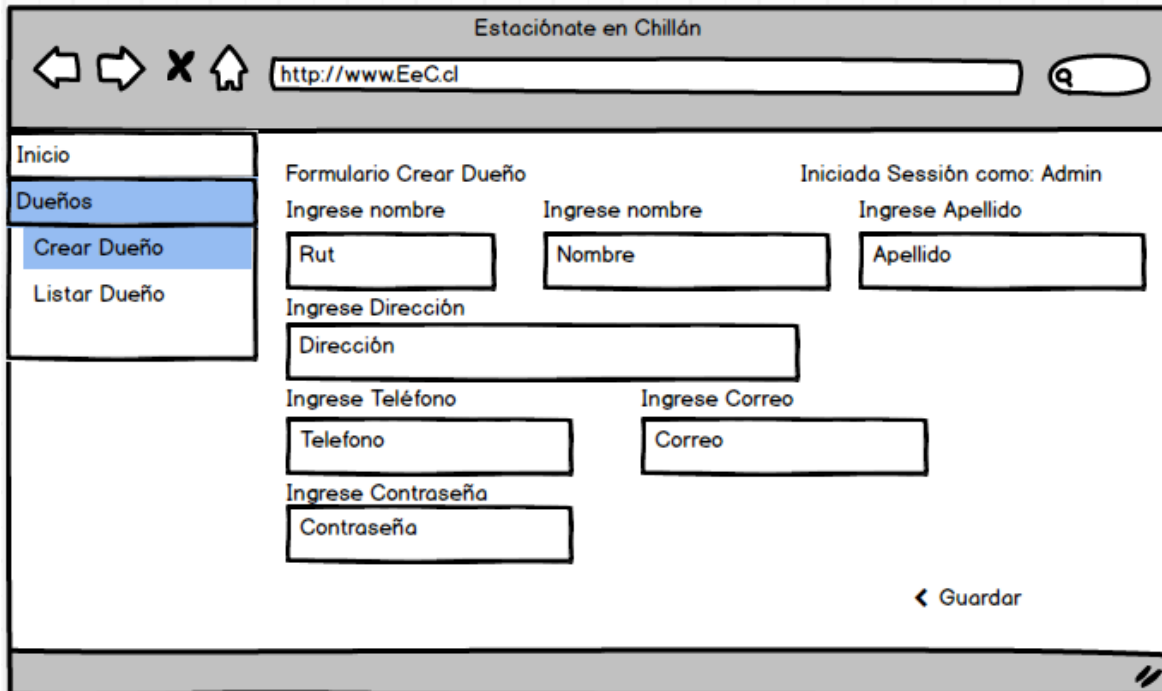 Estaciónate en Chillán
http://www.EeC.cl
Inicio
Dueños
Crear Dueño
Listar Dueño
Formulario Crear Dueño
Iniciada Sessión como: Admin
Ingrese nombre
Ingrese nombre
Ingrese Apellido
Rut
Nombre
Apellido
Ingrese Dirección
Dirección
Ingrese Teléfono
Ingrese Correo
Telefono
Correo
Ingrese Contraseña
Contraseña
Guardar